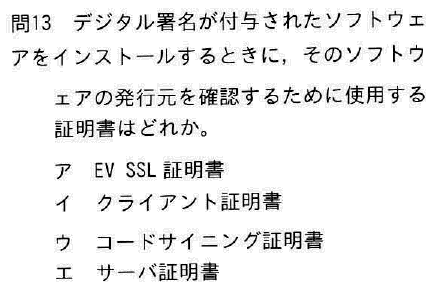 問13　デジタル署名が付与されたソフトウェ
アをインストールするときに，そのソフトウ
ェアの発行元を確認するために使用する
証明書はどれか。
ア　EV SSL 証明書
イ　クライアント証明書
ウ　コードサイニング証明書
エ　サーバ証明書